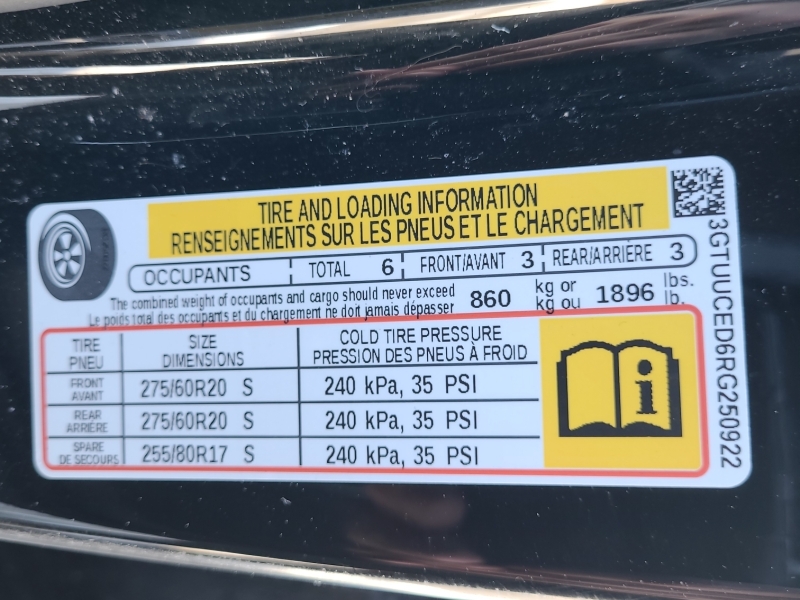 TIRE AND LOADING INFORMATION
RENSEIGNEMENTS SUR LES PNEUS ET LE CHARGEMENT
OCCUPANTS TOTAL 6 FRONT/AVANT 3 REAR/ARRIÈRE 3
The combined weight of occupants and cargo should never exceed 860 kg or 1896 lbs.
Le poids total des occupants et du chargement ne doit jamais dépasser kg ou lb.
TIRE SIZE COLD TIRE PRESSURE
PNEU DIMENSIONS PRESSION DES PNEUS À FROID
FRONT
AVANT 275/60R20 S 240 kPa, 35 PSI
REAR
ARRIÈRE 275/60R20 S 240 kPa, 35 PSI
SPARE
DE SECOURS 255/80R17 S 240 kPa, 35 PSI
3GTUUCED6RG250922